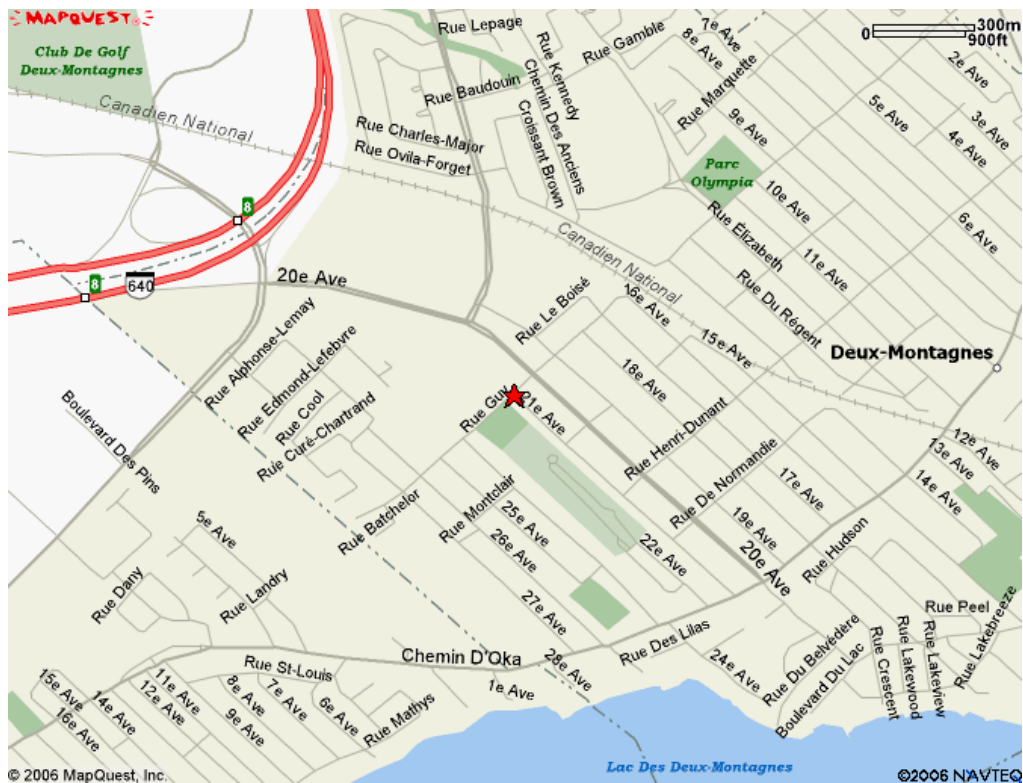 MAPQUEST
Club De Golf
Deux-Montagnes
Rue Lepage
7e Ave
0 300m
900ft
8e Ave
Rue Gamble
Rue Kennedy
2e Ave
Rue Marquette
Rue Baudouin
Chemin Des Anciens
Canadien National
5e Ave
3e Ave
9e Ave
4e Ave
Croissant Brown
Rue Charles-Major
Rue Ovila-Forget
Parc
Olympia
10e Ave
8
6e Ave
Rue Élizabeth
11e Ave
Canadien National
8
640
20e Ave
Rue Du Régent
Rue Le Boisé
16e Ave
15e Ave
Rue Alphonse-Lemay
Deux-Montagnes
Rue Edmond-Lefebvre
18e Ave
Rue Guy
21e Ave
Rue Cool
Boulevard Des Pins
Rue Curé-Chartrand
Rue Henri-Dunant
12e Ave
13e Ave
Rue De Normandie
17e Ave
14e Ave
Rue Batchelor
Rue Montclair
25e Ave
5e Ave
26e Ave
22e Ave
19e Ave
20e Ave
Rue Hudson
Rue Dany
Rue Landry
27e Ave
Rue Peel
Rue Lakebreeze
Rue Des Lilas
Chemin D'Oka
28e Ave
24e Ave
Rue Du Belvédère
Boulevard Du Lac
Rue Crescent
Rue Lakewood
Rue Lakeview
Rue St-Louis
1e Ave
15e Ave
16e Ave
14e Ave
12e Ave
11e Ave
9e Ave
8e Ave
7e Ave
6e Ave
Rue Mathys
Lac Des Deux-Montagnes
© 2006 MapQuest, Inc.
©2006 NAVTEQ